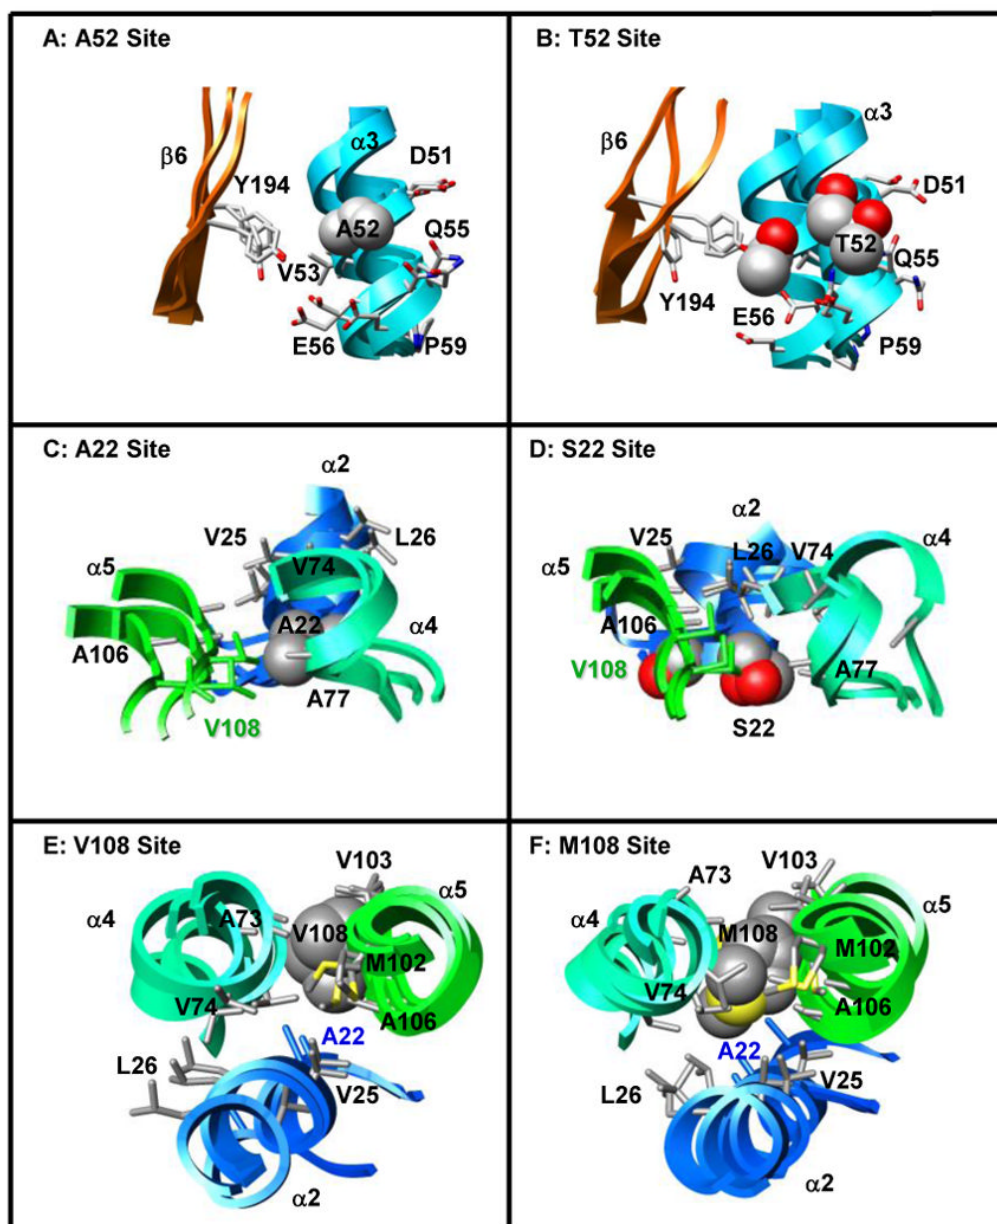 A: A52 Site
β6
α3
D51
Y194
A52
Q55
V53
E56
P59
B: T52 Site
α3
β6
D51
T52
Q55
Y194
E56
P59
C: A22 Site
α2
V25
L26
α5
V74
A22
α4
A106
A77
V108
D: S22 Site
α2
α4
V25
L26
V74
α5
A106
V108
A77
S22
E: V108 Site
V103
α5
α4
A73
V108
M102
V74
A106
A22
L26
V25
α2
F: M108 Site
V103
A73
α5
α4
M108
M102
V74
A106
A22
L26
V25
α2